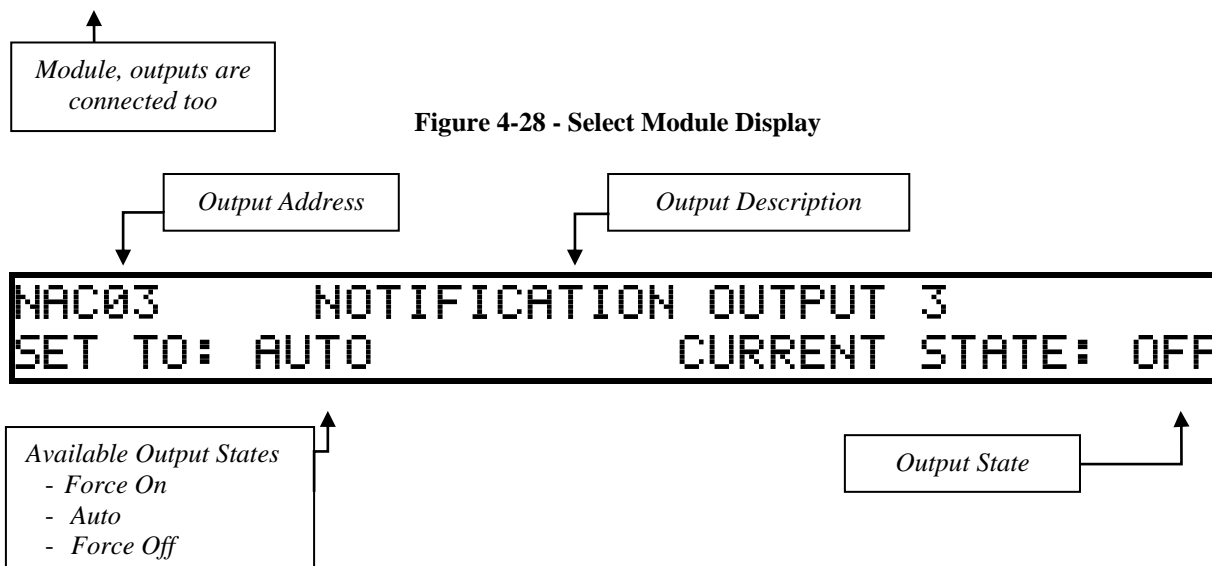 Module, outputs are
connected too
Figure 4-28 - Select Module Display
Output Address
Output Description
NAC03 NOTIFICATION OUTPUT 3
SET TO: AUTO CURRENT STATE: OFF
Available Output States
- Force On
- Auto
- Force Off
Output State